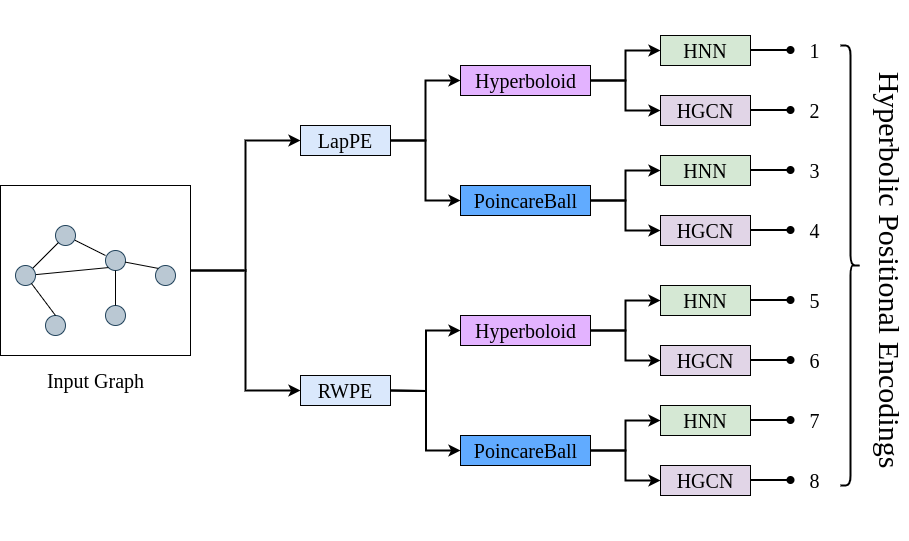 Input Graph
LapPE
RWPE
Hyperboloid
PoincareBall
Hyperboloid
PoincareBall
HNN
1
HGCN
2
HNN
3
HGCN
4
HNN
5
HGCN
6
HNN
7
HGCN
8
Hyperbolic Positional Encodings